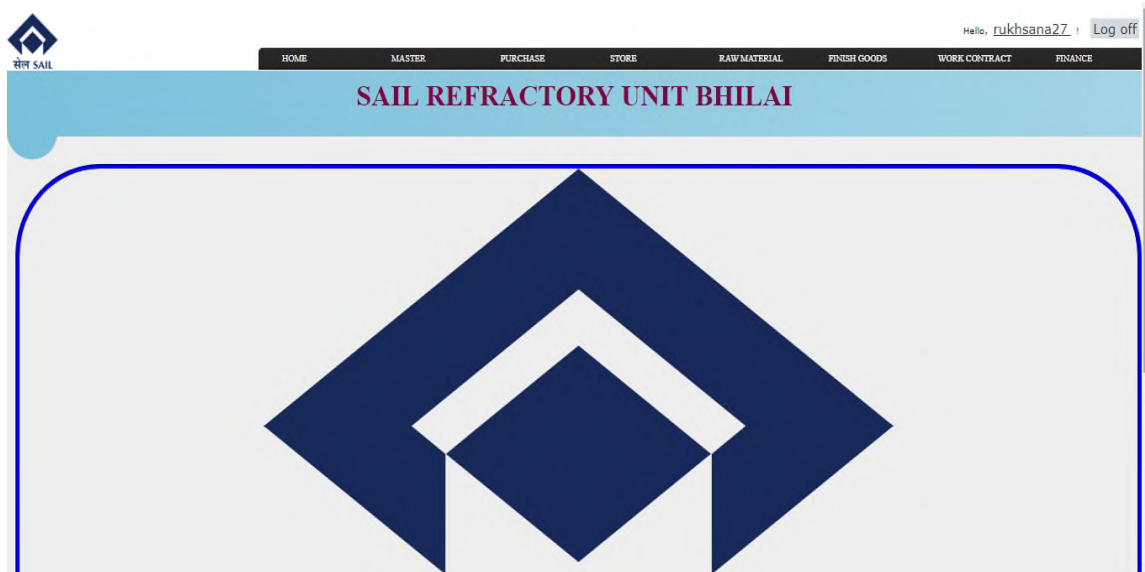 Hello, rukhsana27 ! Log off
सेल SAIL
HOME MASTER PURCHASE STORE RAW MATERIAL FINISH GOODS WORK CONTRACT FINANCE
SAIL REFRACTORY UNIT BHILAI